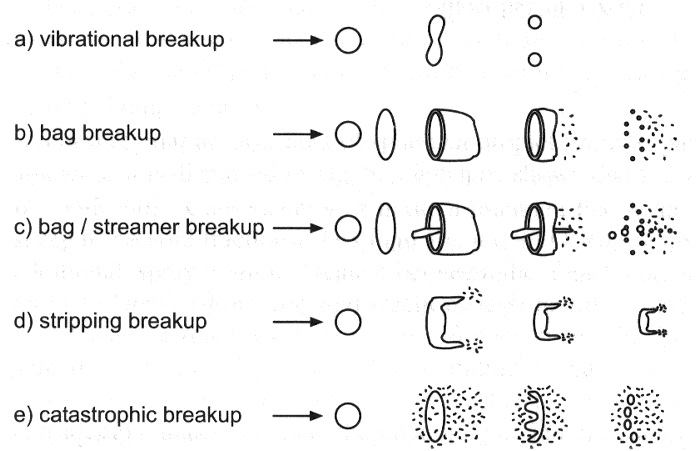 a) vibrational breakup
b) bag breakup
c) bag / streamer breakup
d) stripping breakup
e) catastrophic breakup